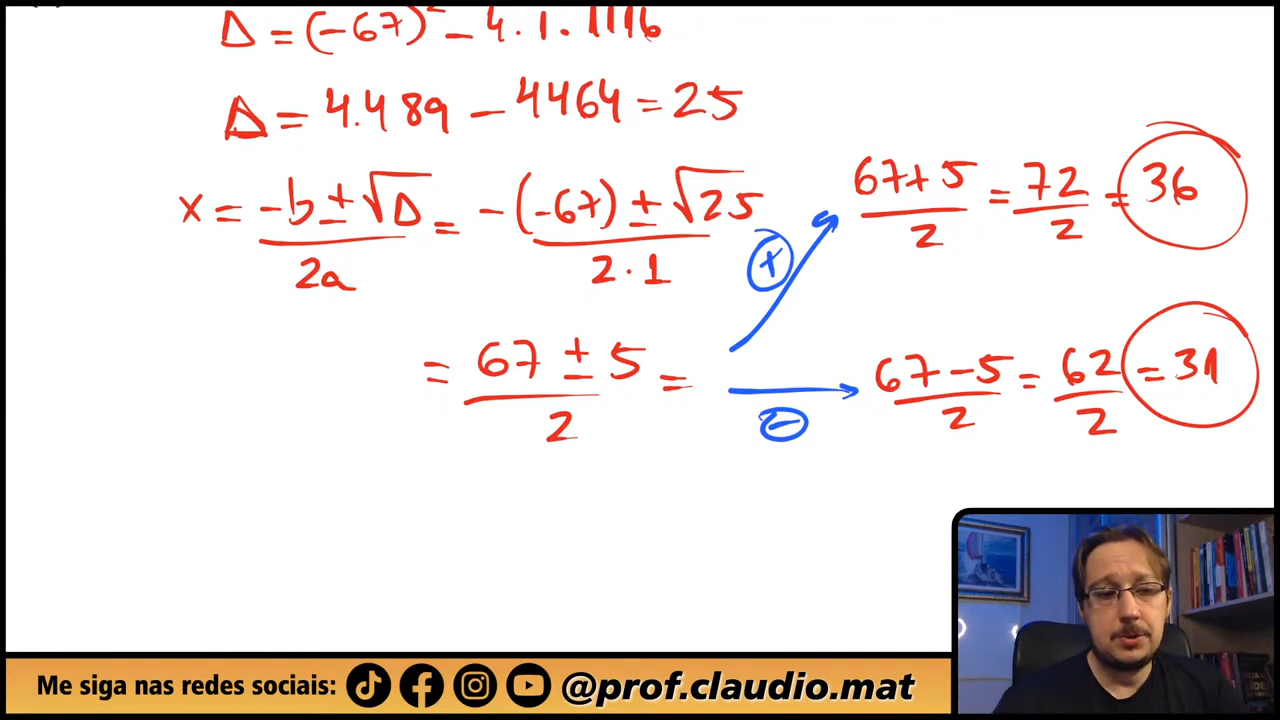 Δ = (-67)² - 4.1.1116
Δ = 4.489 - 4464 = 25
x = -b ± √Δ / 2a = -(-67) ± √25 / 2·1
(+) 67+5 / 2 = 72 / 2 = 36
= 67 ± 5 / 2 =
(-) 67-5 / 2 = 62 / 2 = 31
Me siga nas redes sociais: @prof.claudio.mat